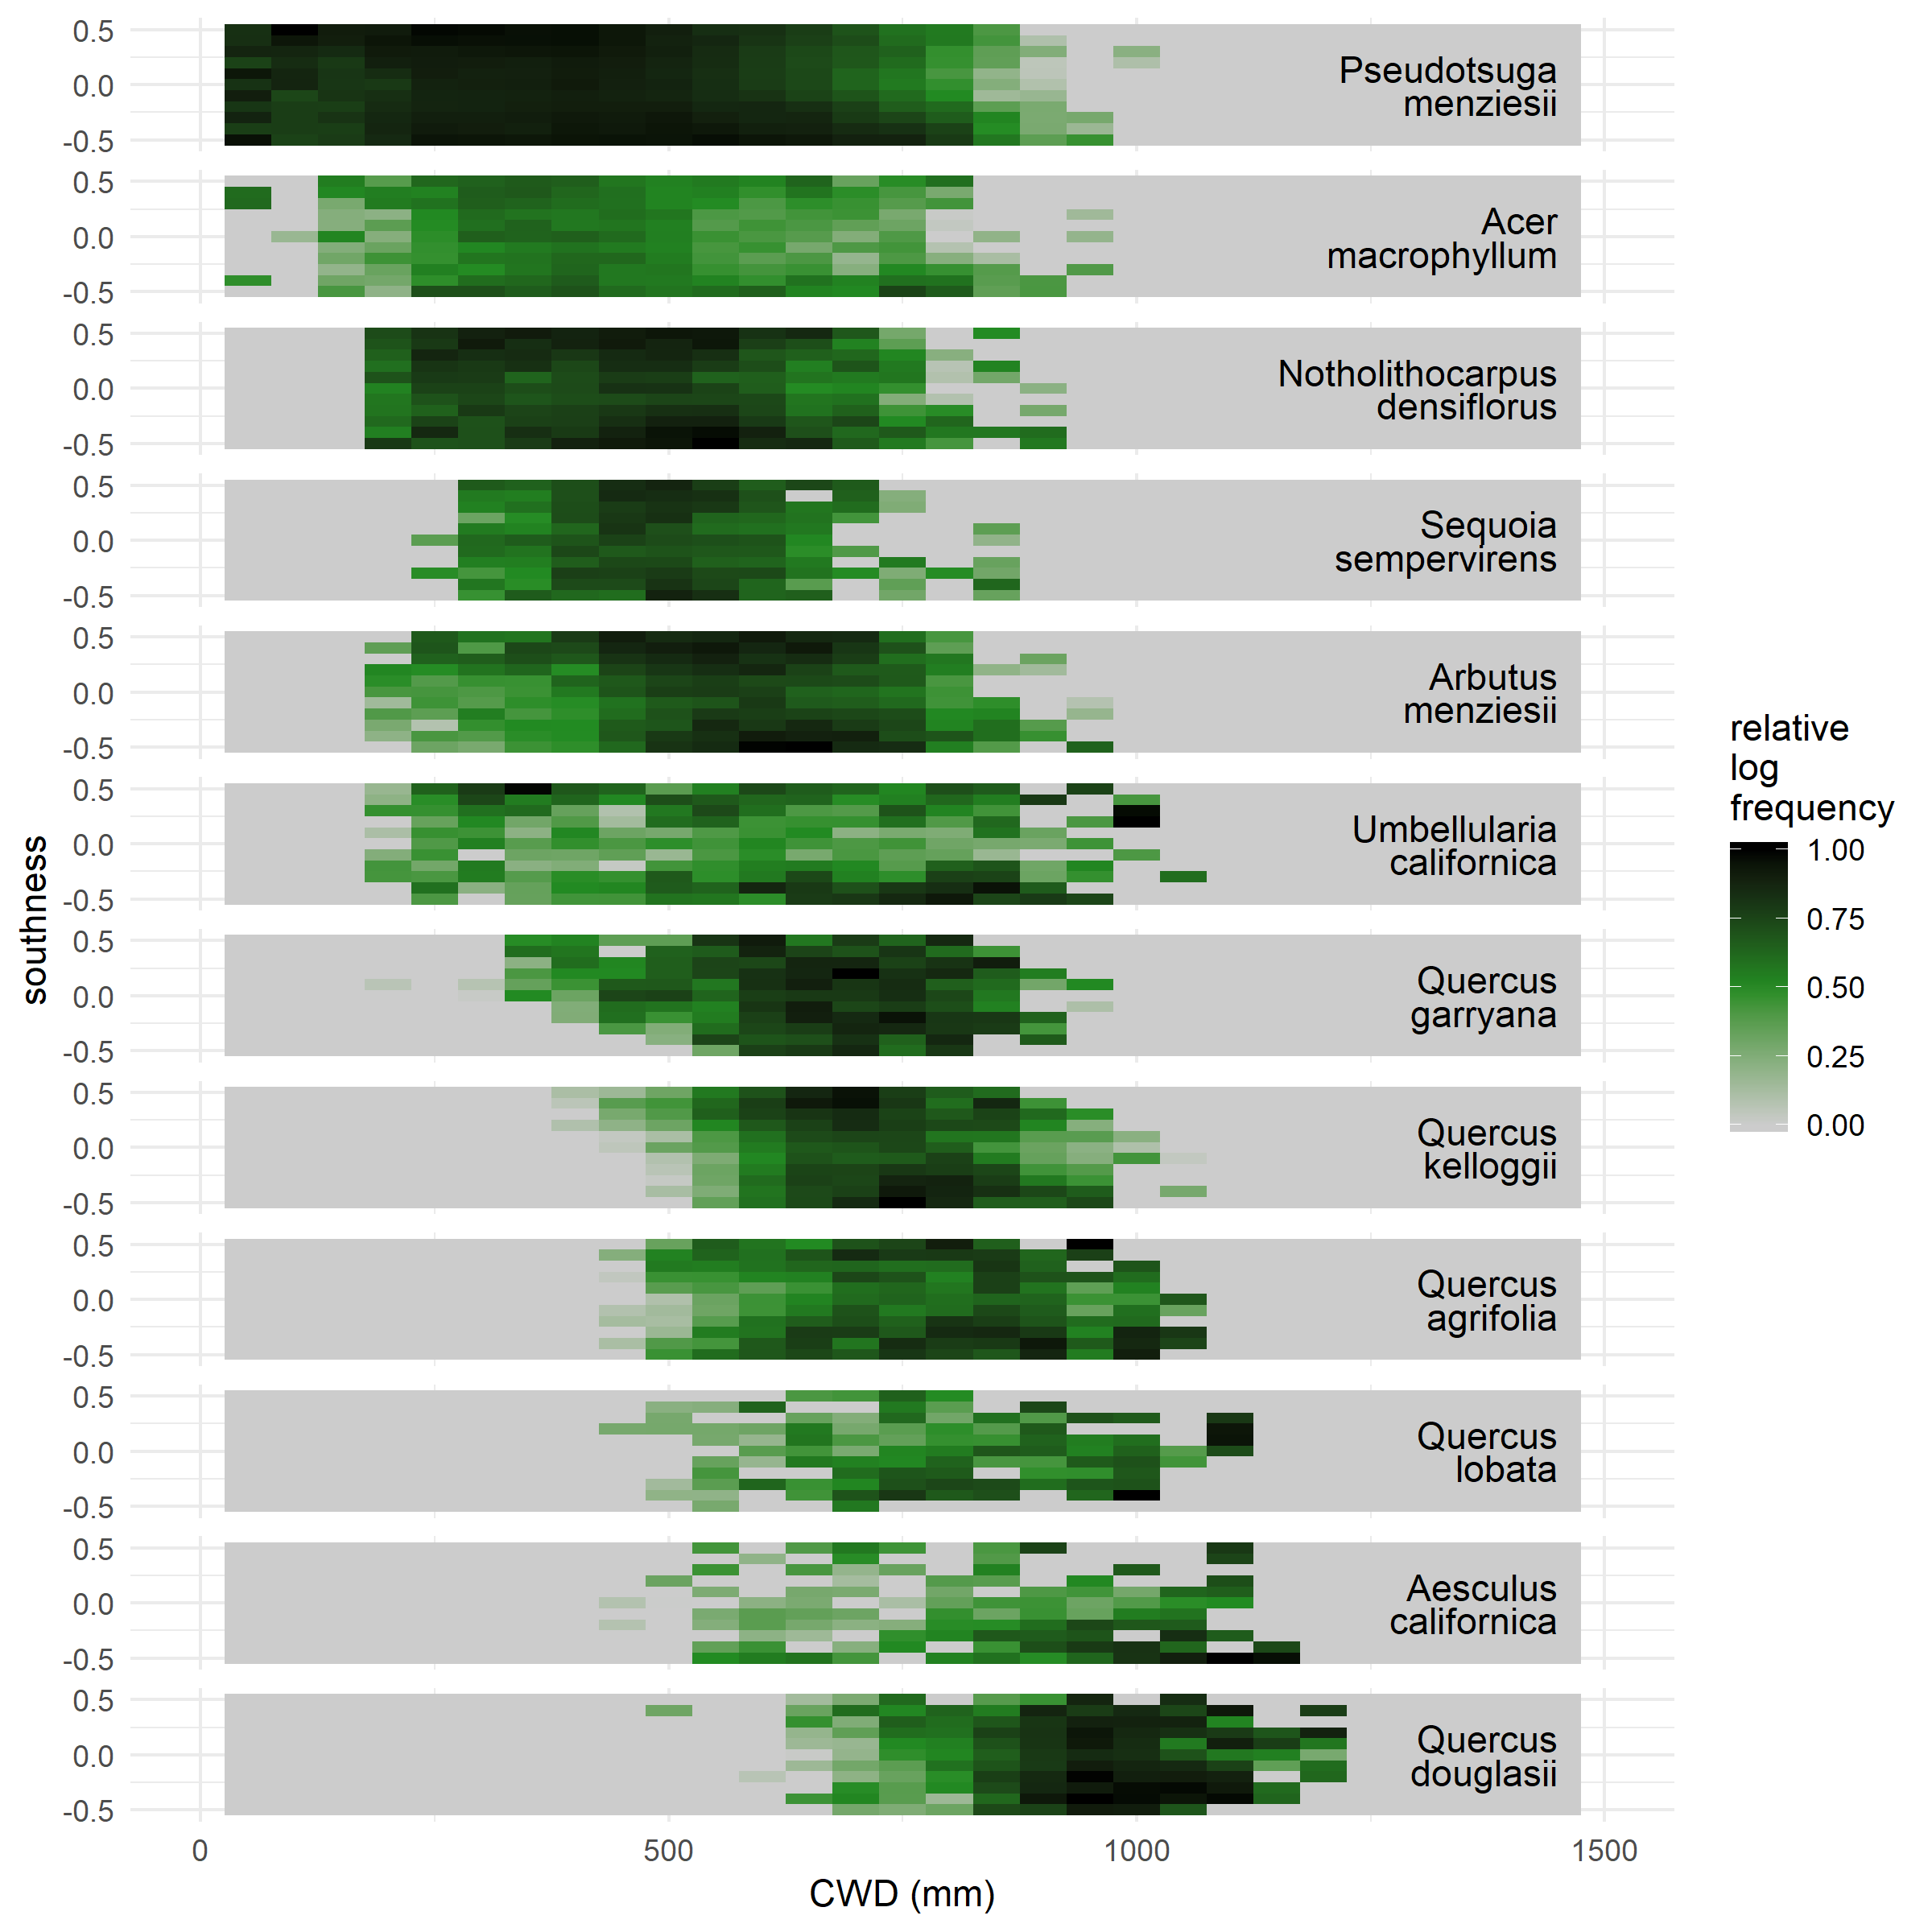 0.5
0.0
-0.5
Pseudotsuga
menziesii
0.5
0.0
-0.5
Acer
macrophyllum
0.5
0.0
-0.5
Notholithocarpus
densiflorus
0.5
0.0
-0.5
Sequoia
sempervirens
0.5
0.0
-0.5
Arbutus
menziesii
0.5
0.0
-0.5
Umbellularia
californica
0.5
0.0
-0.5
Quercus
garryana
0.5
0.0
-0.5
Quercus
kelloggii
0.5
0.0
-0.5
Quercus
agrifolia
0.5
0.0
-0.5
Quercus
lobata
0.5
0.0
-0.5
Aesculus
californica
0.5
0.0
-0.5
Quercus
douglasii
southness
0 500 1000 1500
CWD (mm)
relative
log
frequency
1.00
0.75
0.50
0.25
0.00